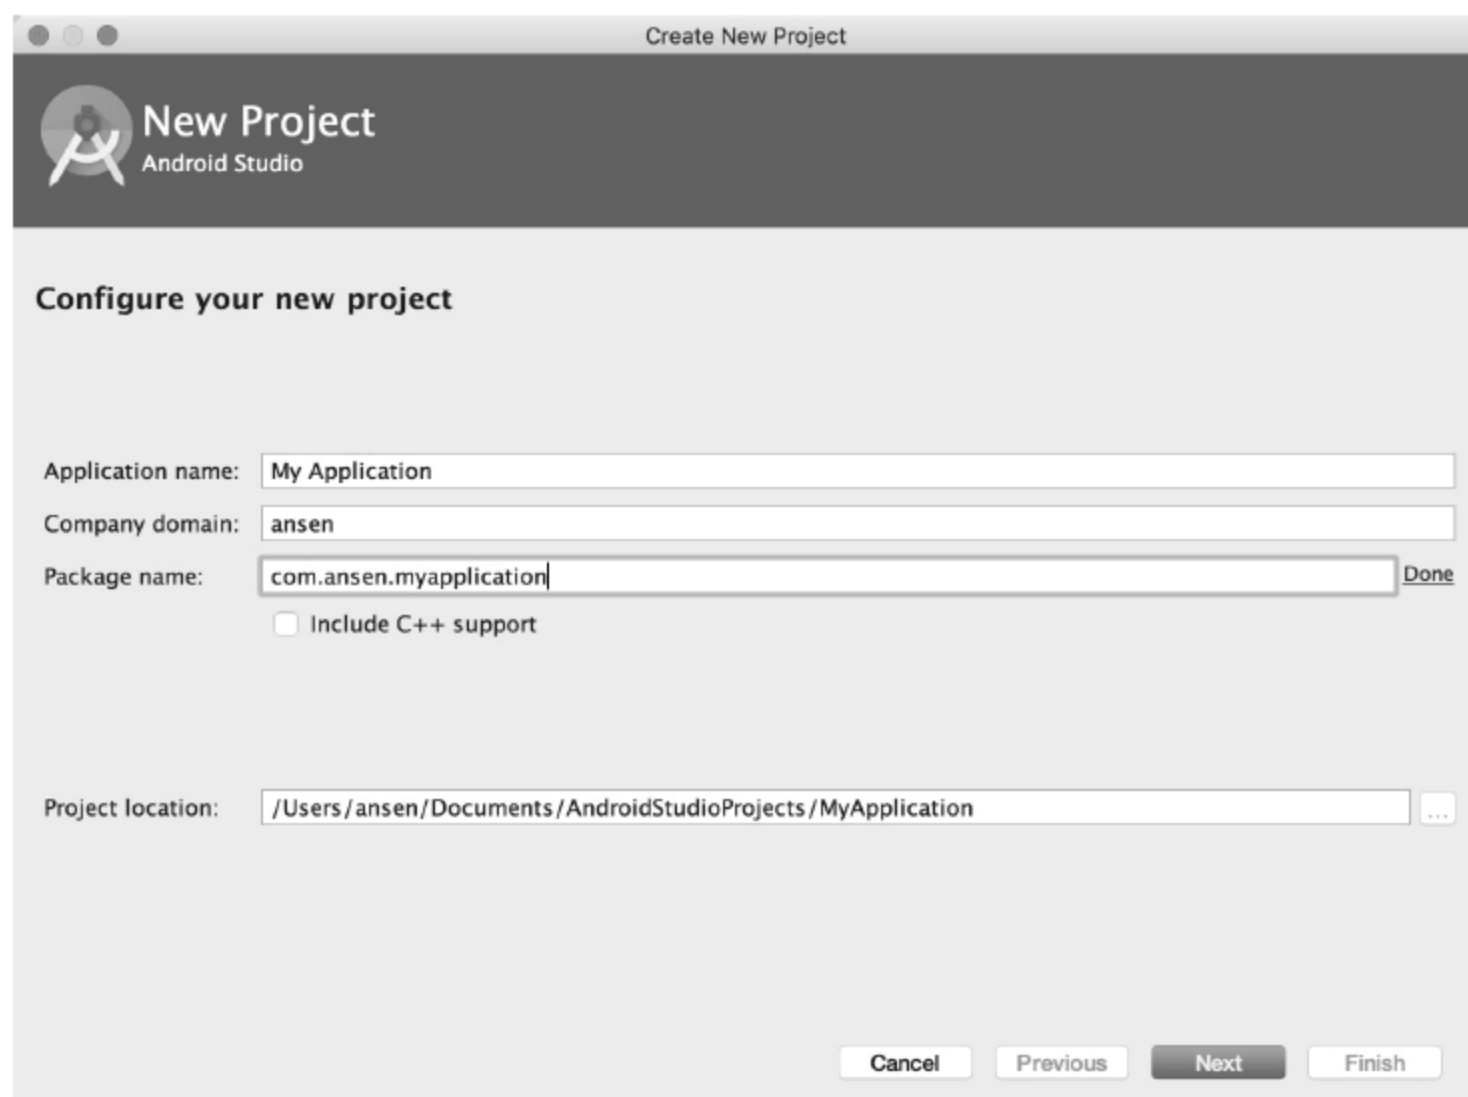 Create New Project
New Project
Android Studio
Configure your new project
Application name: My Application
Company domain: ansen
Package name: com.ansen.myapplication Done
Include C++ support
Project location: /Users/ansen/Documents/AndroidStudioProjects/MyApplication ...
Cancel Previous Next Finish